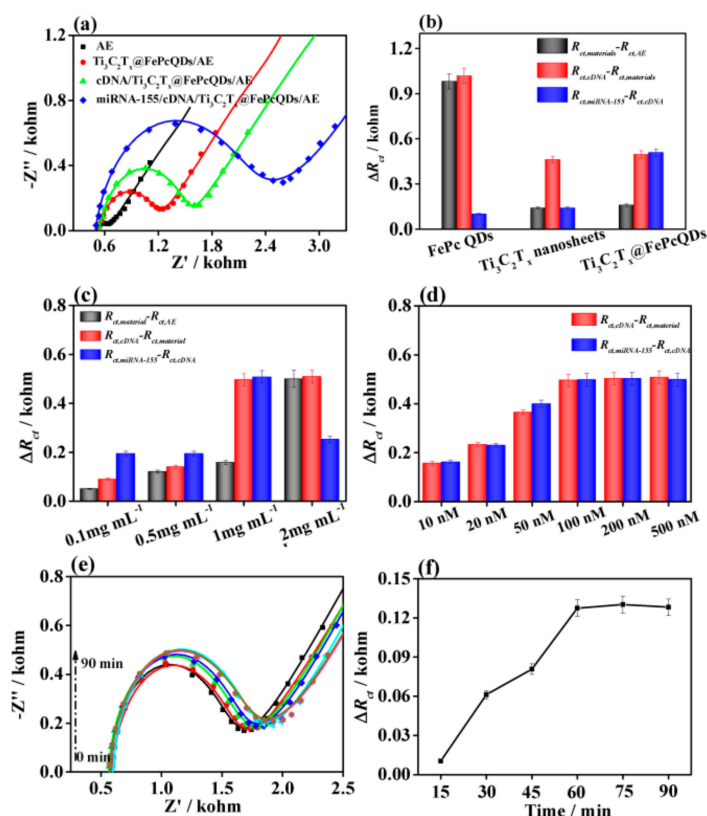 (a)
AE
Ti3C2Tx@FePcQDs/AE
cDNA/Ti3C2Tx@FePcQDs/AE
miRNA-155/cDNA/Ti3C2Tx@FePcQDs/AE
-Z'' / kohm
1.2
0.8
0.4
0.0
0.6 1.2 1.8 2.4 3.0
Z' / kohm
(b)
Rct,materials-Rct,AE
Rct,cDNA-Rct,materials
Rct,miRNA-155-Rct,cDNA
ΔRct / kohm
1.2
0.9
0.6
0.3
0.0
FePc QDs
Ti3C2Tx nanosheets
Ti3C2Tx@FePcQDs
(c)
Rct,material-Rct,AE
Rct,cDNA-Rct,material
Rct,miRNA-155-Rct,cDNA
ΔRct / kohm
0.8
0.6
0.4
0.2
0.0
0.1mg mL-1
0.5mg mL-1
1mg mL-1
2mg mL-1
(d)
Rct,cDNA-Rct,material
Rct,miRNA-155-Rct,cDNA
ΔRct / kohm
0.8
0.6
0.4
0.2
0.0
10 nM
20 nM
50 nM
100 nM
200 nM
500 nM
(e)
-Z'' / kohm
0.8
0.6
0.4
0.2
0.0
90 min
0 min
0.5 1.0 1.5 2.0 2.5
Z' / kohm
(f)
ΔRct / kohm
0.15
0.12
0.09
0.06
0.03
0.00
15 30 45 60 75 90
Time / min